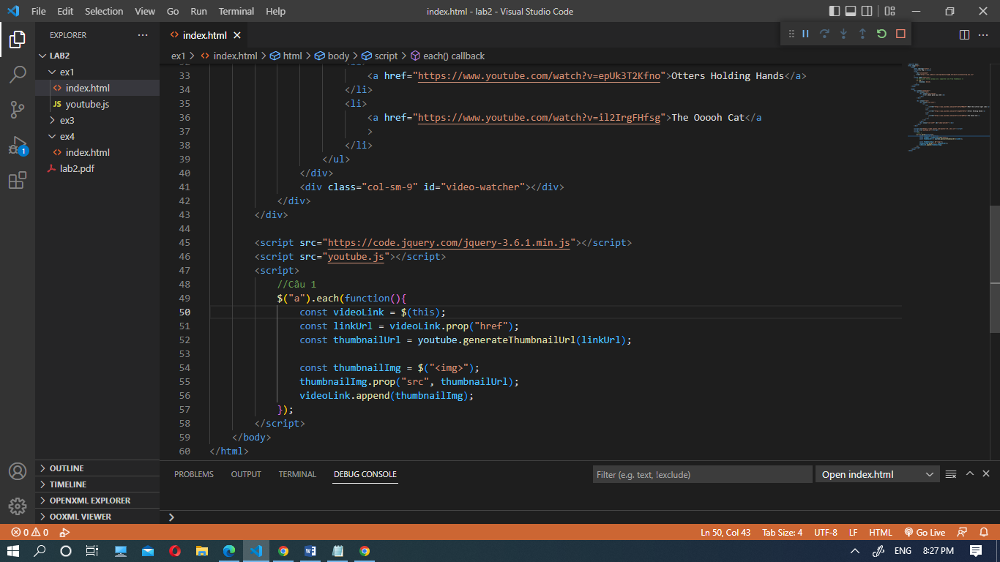 File Edit Selection View Go Run Terminal Help
index.html - lab2 - Visual Studio Code
EXPLORER
LAB2
ex1
index.html
JS youtube.js
ex3
ex4
index.html
lab2.pdf
OUTLINE
TIMELINE
OPENXML EXPLORER
OOXML VIEWER
1
index.html
ex1 > index.html > html > body > script > each() callback
33 <a href="https://www.youtube.com/watch?v=epUk3T2Kfno">Otters Holding Hands</a>
34 </li>
35 <li>
36 <a href="https://www.youtube.com/watch?v=il2IrgFHfsg">The Ooooh Cat</a
37 >
38 </li>
39 </ul>
40 </div>
41 <div class="col-sm-9" id="video-watcher"></div>
42 </div>
43 </div>
44
45 <script src="https://code.jquery.com/jquery-3.6.1.min.js"></script>
46 <script src="youtube.js"></script>
47 <script>
48 //Câu 1
49 $("a").each(function(){
50 const videoLink = $(this);
51 const linkUrl = videoLink.prop("href");
52 const thumbnailUrl = youtube.generateThumbnailUrl(linkUrl);
53
54 const thumbnailImg = $("<img>");
55 thumbnailImg.prop("src", thumbnailUrl);
56 videoLink.append(thumbnailImg);
57 });
58 </script>
59 </body>
60 </html>
PROBLEMS OUTPUT TERMINAL DEBUG CONSOLE
Filter (e.g. text, !exclude)
Open index.html
0 0
Ln 50, Col 43 Tab Size: 4 UTF-8 LF HTML Go Live
ENG 8:27 PM